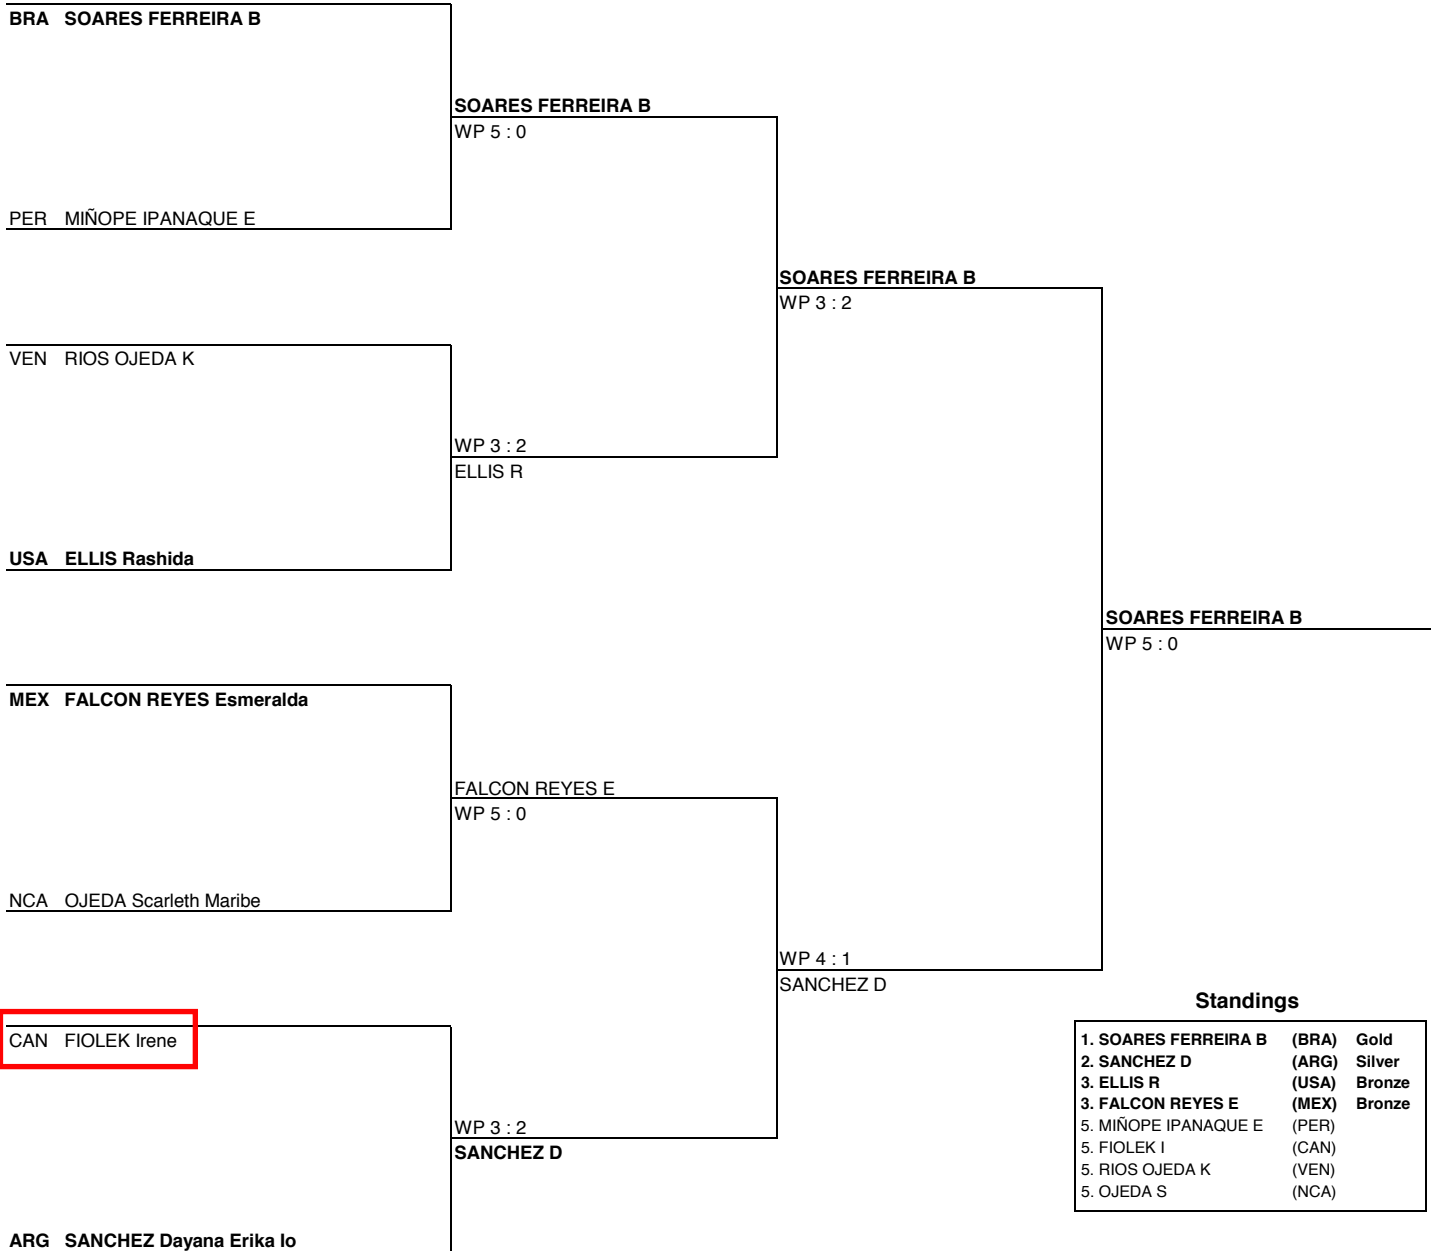 BRA SOARES FERREIRA B
SOARES FERREIRA B
WP 5 : 0
PER MIÑOPE IPANAQUE E
SOARES FERREIRA B
WP 3 : 2
VEN RIOS OJEDA K
WP 3 : 2
ELLIS R
USA ELLIS Rashida
SOARES FERREIRA B
WP 5 : 0
MEX FALCON REYES Esmeralda
FALCON REYES E
WP 5 : 0
NCA OJEDA Scarleth Maribe
WP 4 : 1
SANCHEZ D
CAN FIOLEK Irene
WP 3 : 2
SANCHEZ D
ARG SANCHEZ Dayana Erika Io
Standings
1. SOARES FERREIRA B (BRA) Gold
2. SANCHEZ D (ARG) Silver
3. ELLIS R (USA) Bronze
3. FALCON REYES E (MEX) Bronze
5. MIÑOPE IPANAQUE E (PER)
5. FIOLEK I (CAN)
5. RIOS OJEDA K (VEN)
5. OJEDA S (NCA)